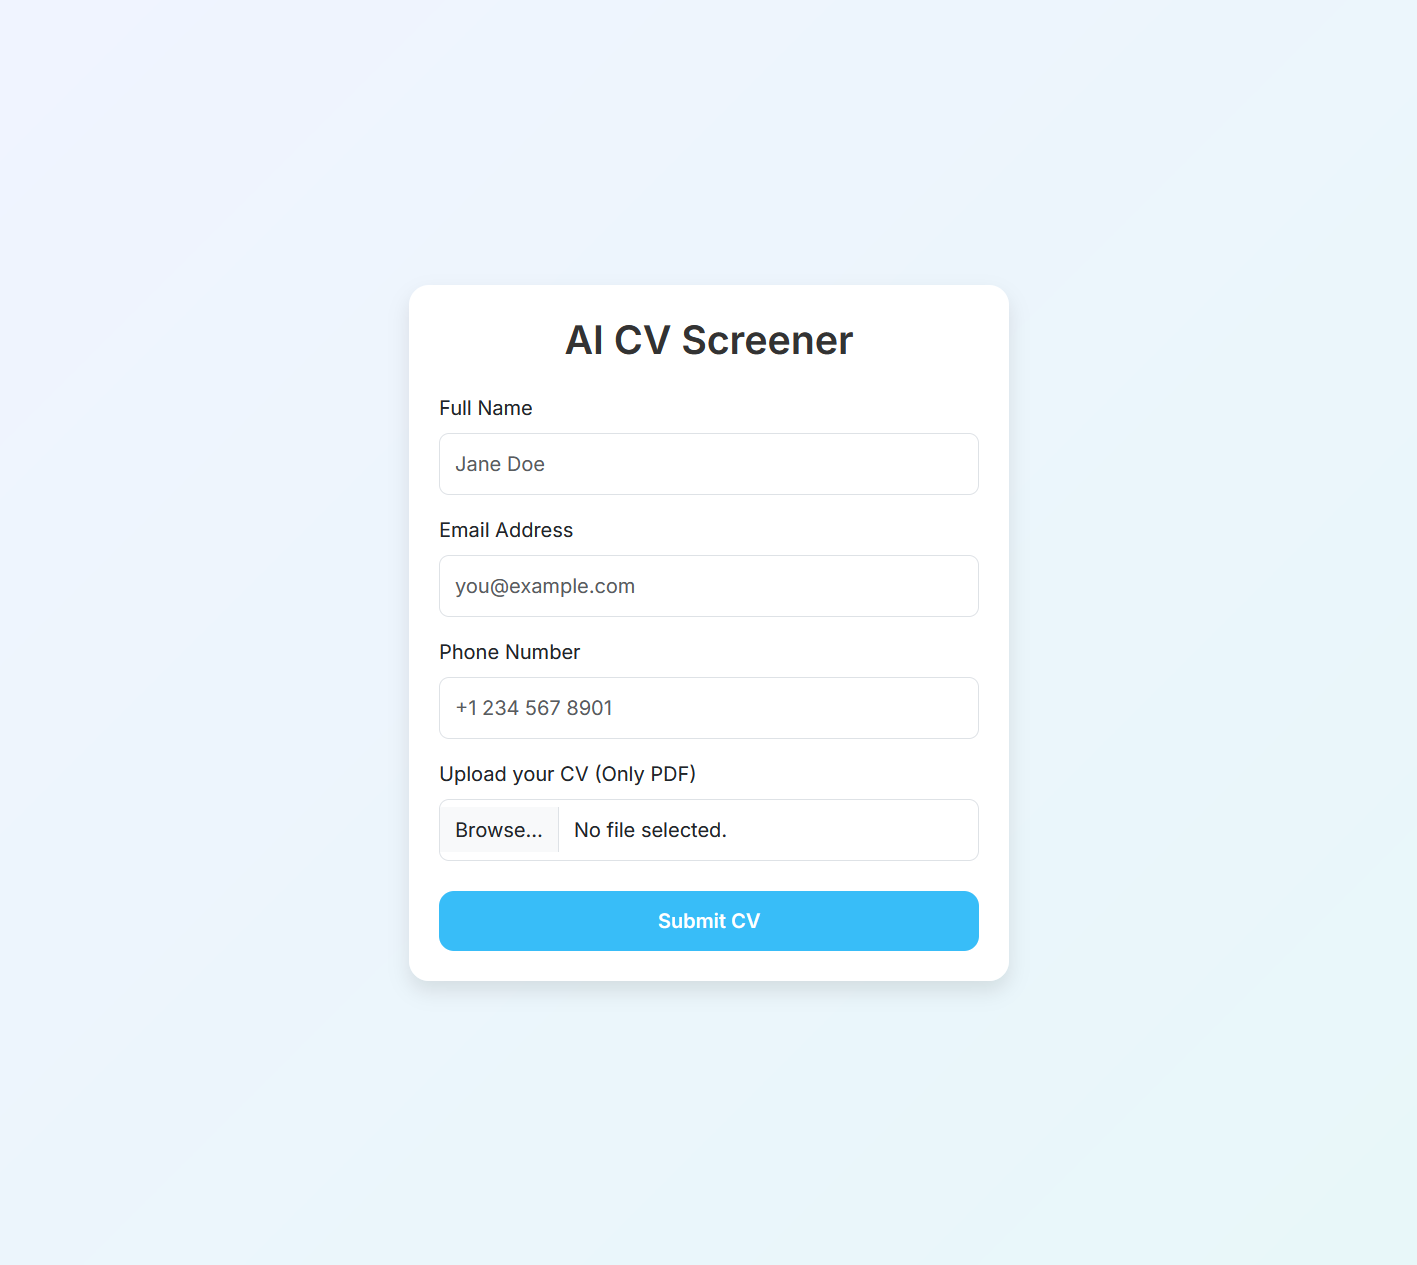 AI CV Screener
Full Name
Jane Doe
Email Address
you@example.com
Phone Number
+1 234 567 8901
Upload your CV (Only PDF)
Browse... No file selected.
Submit CV